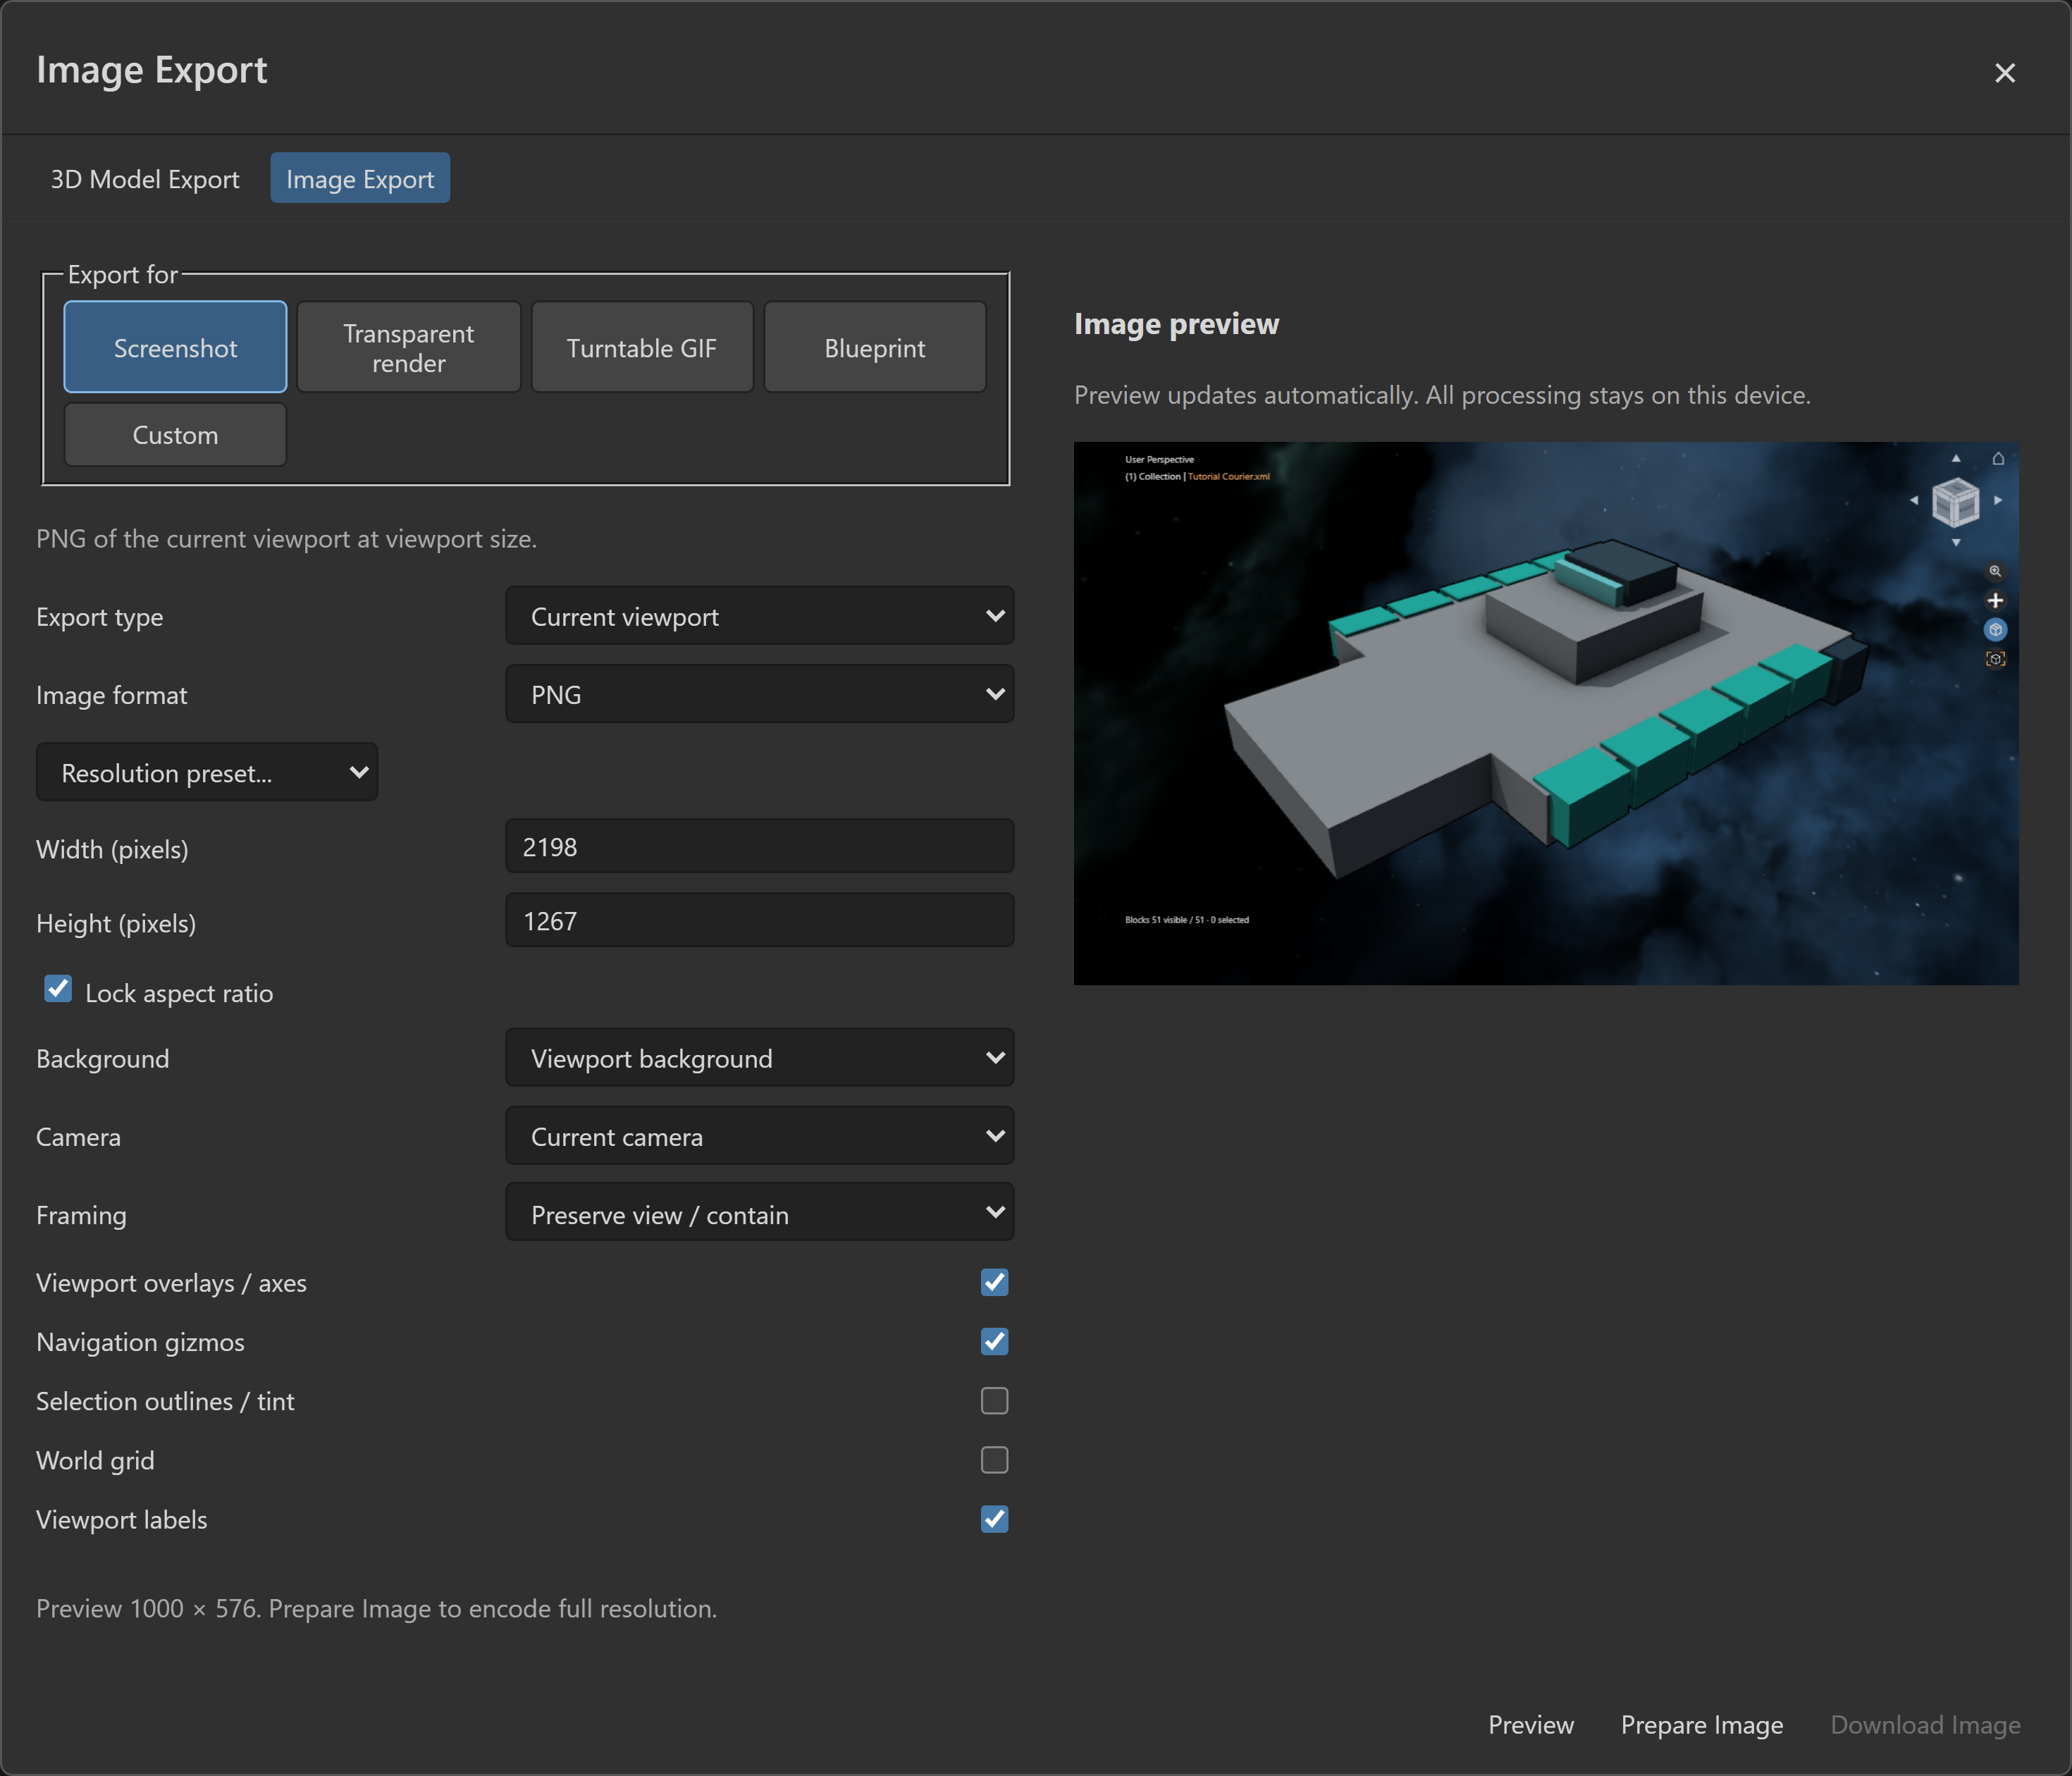 Image Export
3D Model Export
Image Export
Export for
Screenshot
Transparent
render
Turntable GIF
Blueprint
Custom
PNG of the current viewport at viewport size.
Export type
Current viewport
Image format
PNG
Resolution preset...
Width (pixels)
2198
Height (pixels)
1267
Lock aspect ratio
Background
Viewport background
Camera
Current camera
Framing
Preserve view / contain
Viewport overlays / axes
Navigation gizmos
Selection outlines / tint
World grid
Viewport labels
Preview 1000 × 576. Prepare Image to encode full resolution.
Image preview
Preview updates automatically. All processing stays on this device.
User Perspective
(1) Collection | Tutorial Courier.xml
Blocks 51 visible / 51 · 0 selected
Preview
Prepare Image
Download Image